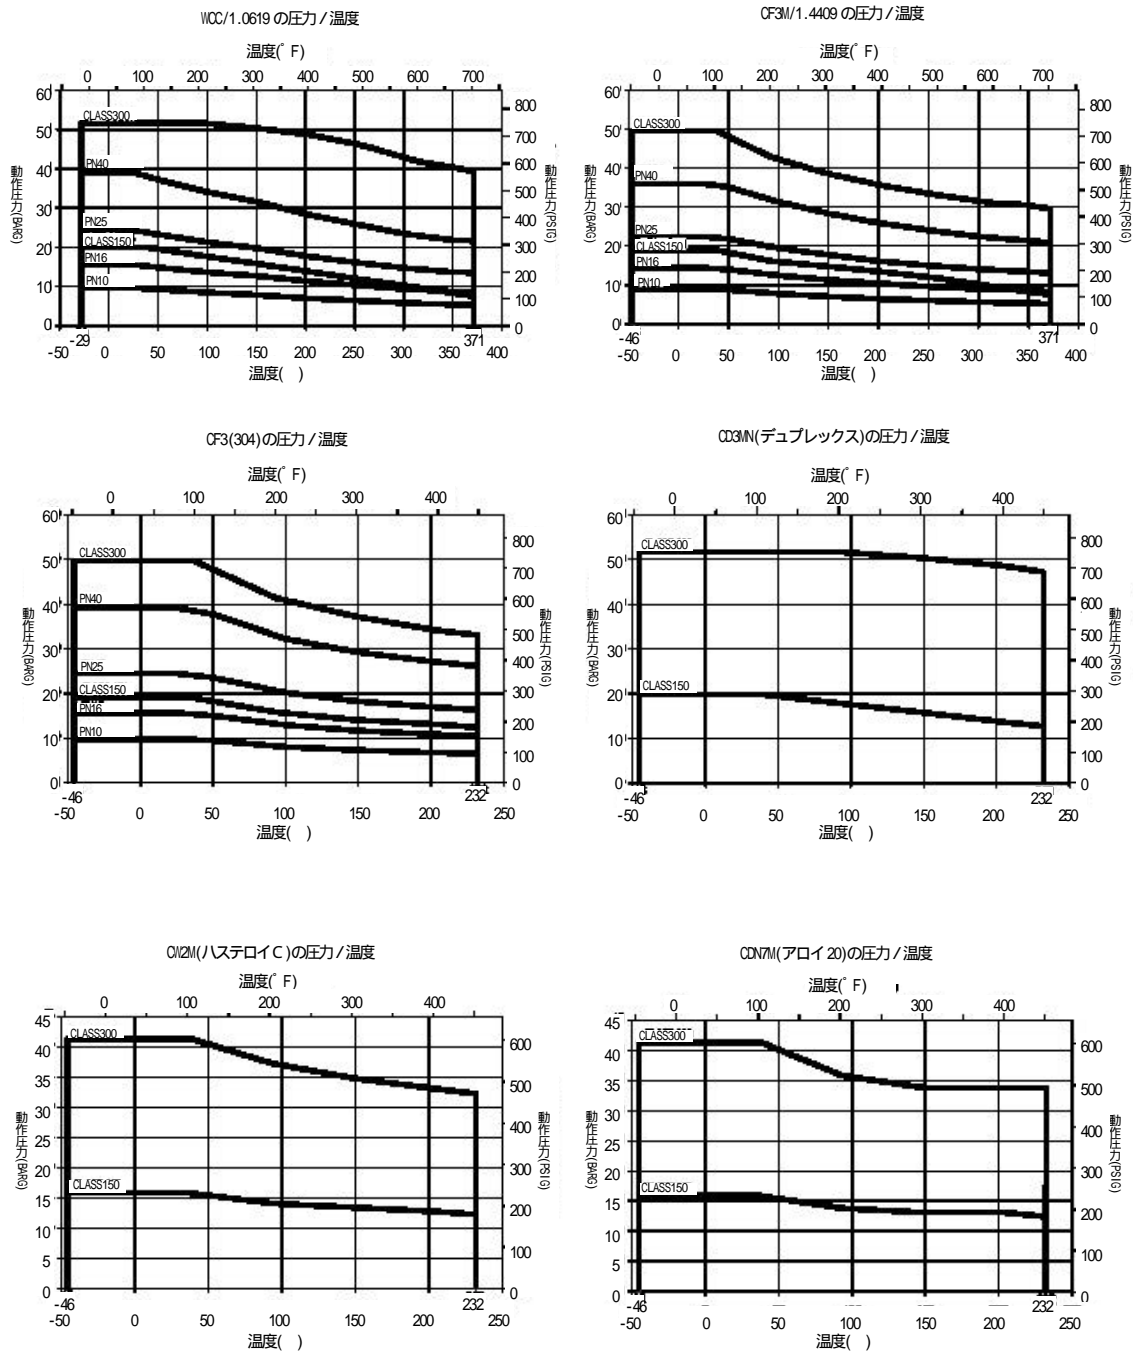 WCC/1.0619 の圧力 / 温度
温度(° F)
0 100 200 300 400 500 600 700
60
50
40
30
20
10
0
800
700
600
500
400
300
200
100
0
CLASS300
PN40
PN25
CLASS150
PN16
PN10
動作圧力(BARG)
動作圧力(PSIG)
-29 371
-50 0 50 100 150 200 250 300 350 400
温度( )
CF3M/1.4409 の圧力 / 温度
温度(° F)
0 100 200 300 400 500 600 700
60
50
40
30
20
10
0
800
700
600
500
400
300
200
100
0
CLASS300
PN40
PN25
CLASS150
PN16
PN10
動作圧力(BARG)
動作圧力(PSIG)
-46 371
-50 0 50 100 150 200 250 300 350 400
温度( )
CF3(304)の圧力 / 温度
温度(° F)
0 100 200 300 400
60
50
40
30
20
10
0
800
700
600
500
400
300
200
100
0
CLASS300
PN40
PN25
CLASS150
PN16
PN10
動作圧力(BARG)
動作圧力(PSIG)
-46 232
-50 0 50 100 150 200 250
温度( )
CD3MN(デュプレックス)の圧力 / 温度
温度(° F)
0 100 200 300 400
60
50
40
30
20
10
0
800
700
600
500
400
300
200
100
0
CLASS300
CLASS150
動作圧力(BARG)
動作圧力(PSIG)
-46 232
-50 0 50 100 150 200 250
温度( )
CW2M(ハステロイ C )の圧力 / 温度
温度(° F)
0 100 200 300 400
45
40
35
30
25
20
15
10
5
0
600
500
400
300
200
100
0
CLASS300
CLASS150
動作圧力(BARG)
動作圧力(PSIG)
-46 232
-50 0 50 100 150 200 250
温度( )
CDN7M(アロイ 20)の圧力 / 温度
温度(° F)
0 100 200 300 400
45
40
35
30
25
20
15
10
5
0
600
500
400
300
200
100
0
CLASS300
CLASS150
動作圧力(BARG)
動作圧力(PSIG)
-46 232
-50 0 50 100 150 200 250
温度( )